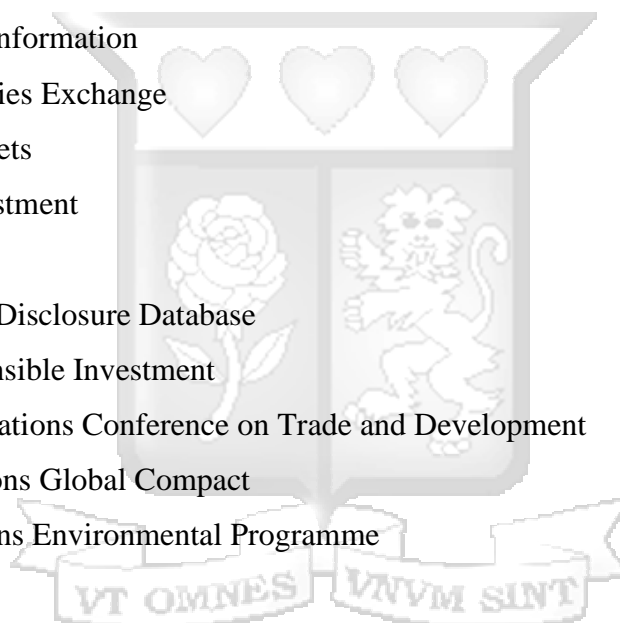 nformation
ies Exchange
ets
stment
Disclosure Database
nsible Investment
ations Conference on Trade and Development
ons Global Compact
ns Environmental Programme
VT OMNES VNVM SINT